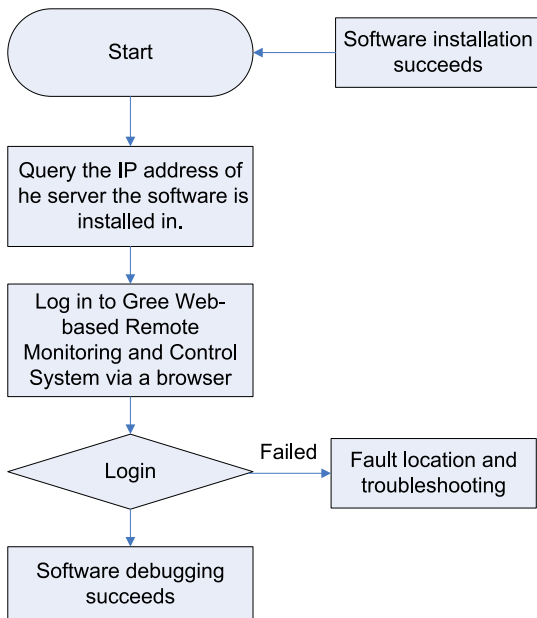 Start
Software installation
succeeds
Query the IP address of
he server the software is
installed in.
Log in to Gree Web-
based Remote
Monitoring and Control
System via a browser
Login
Failed
Fault location and
troubleshooting
Software debugging
succeeds